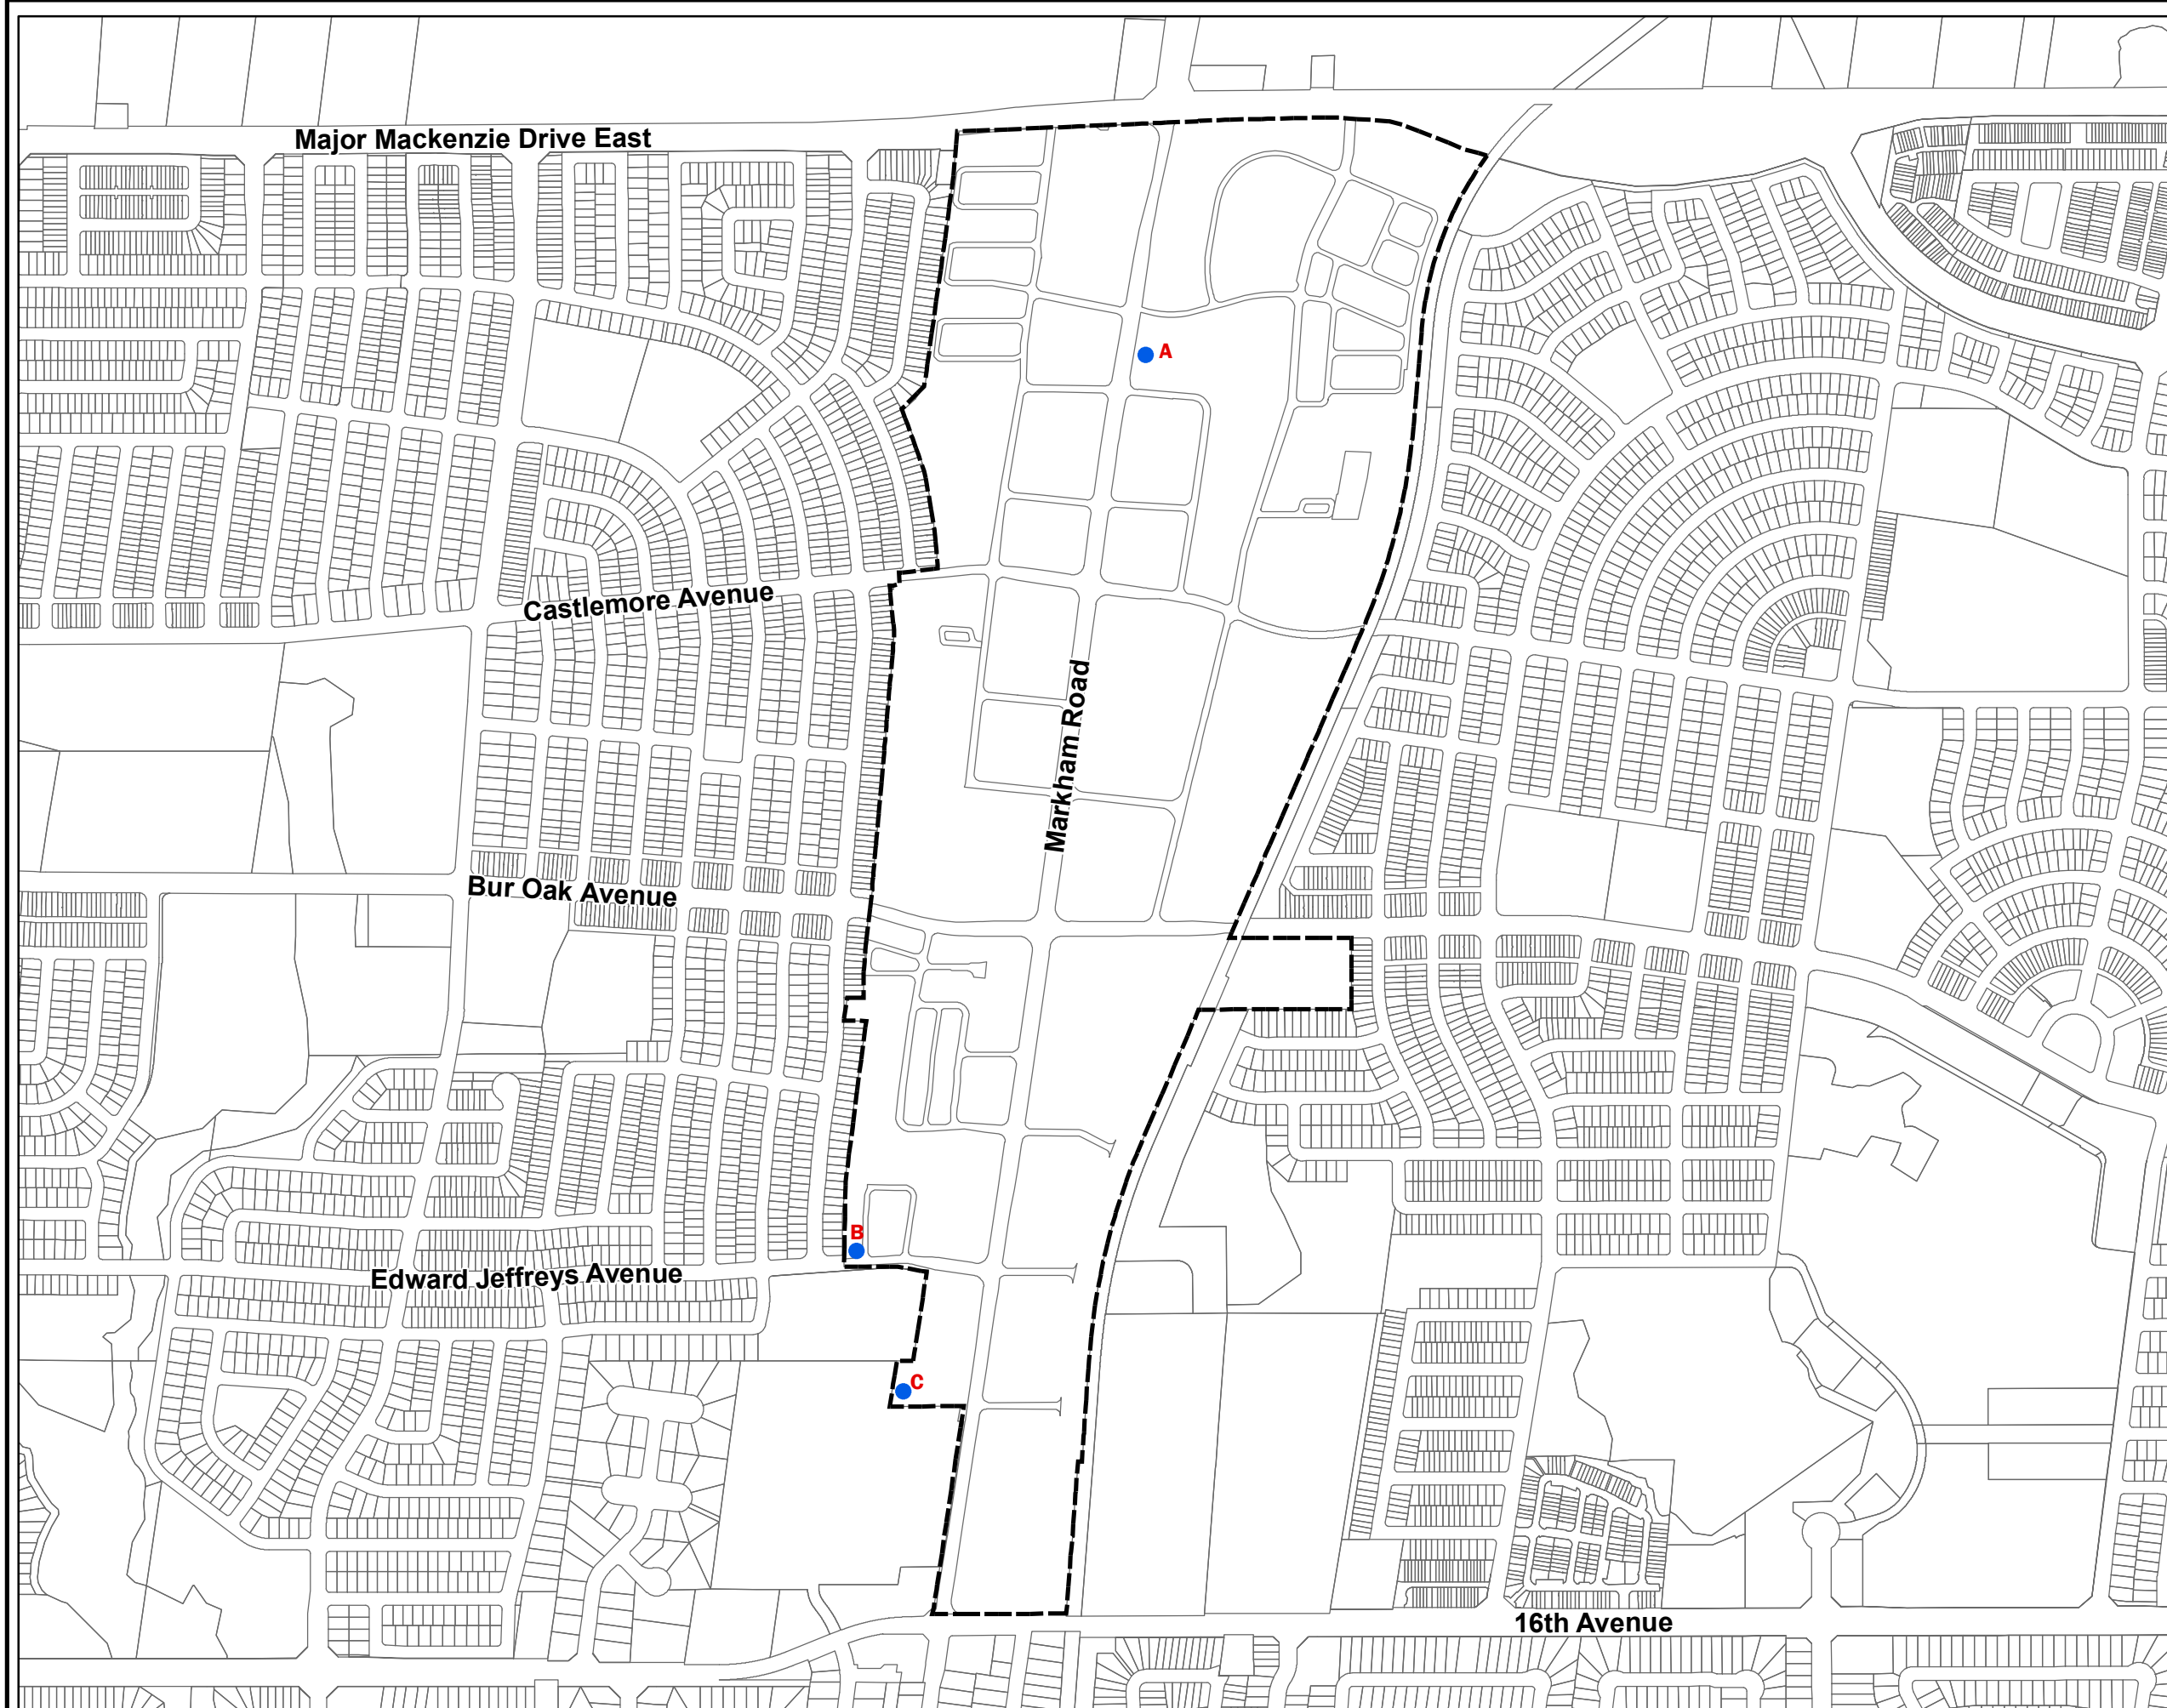 Major Mackenzie Drive East
A
Castlemore Avenue
Markham Road
Bur Oak Avenue
B
Edward Jeffreys Avenue
C
16th Avenue